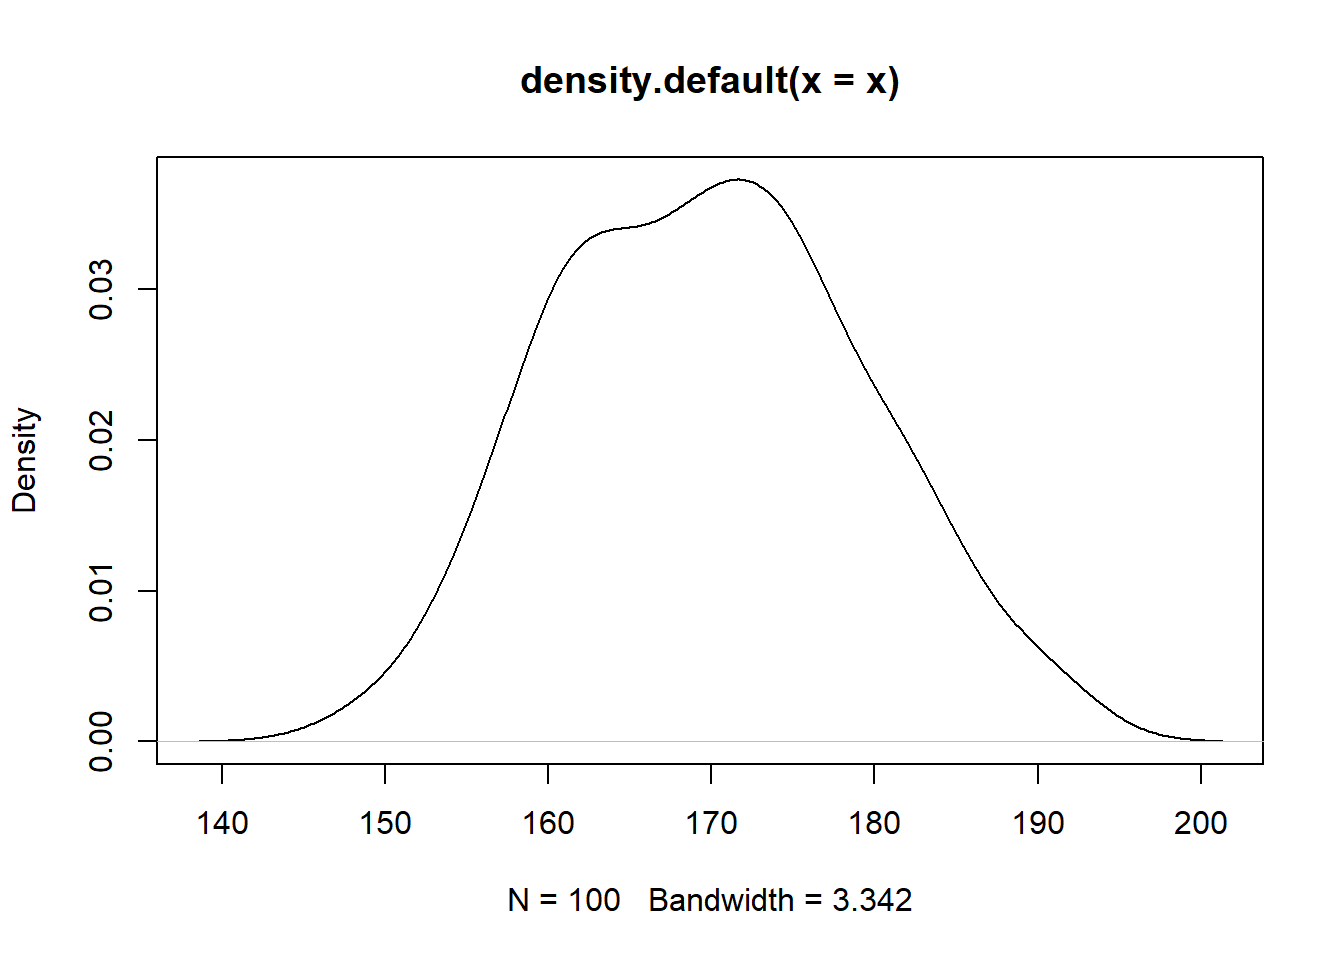 density.default(x = x)
Density
0.00
0.01
0.02
0.03
140 150 160 170 180 190 200
N = 100   Bandwidth = 3.342